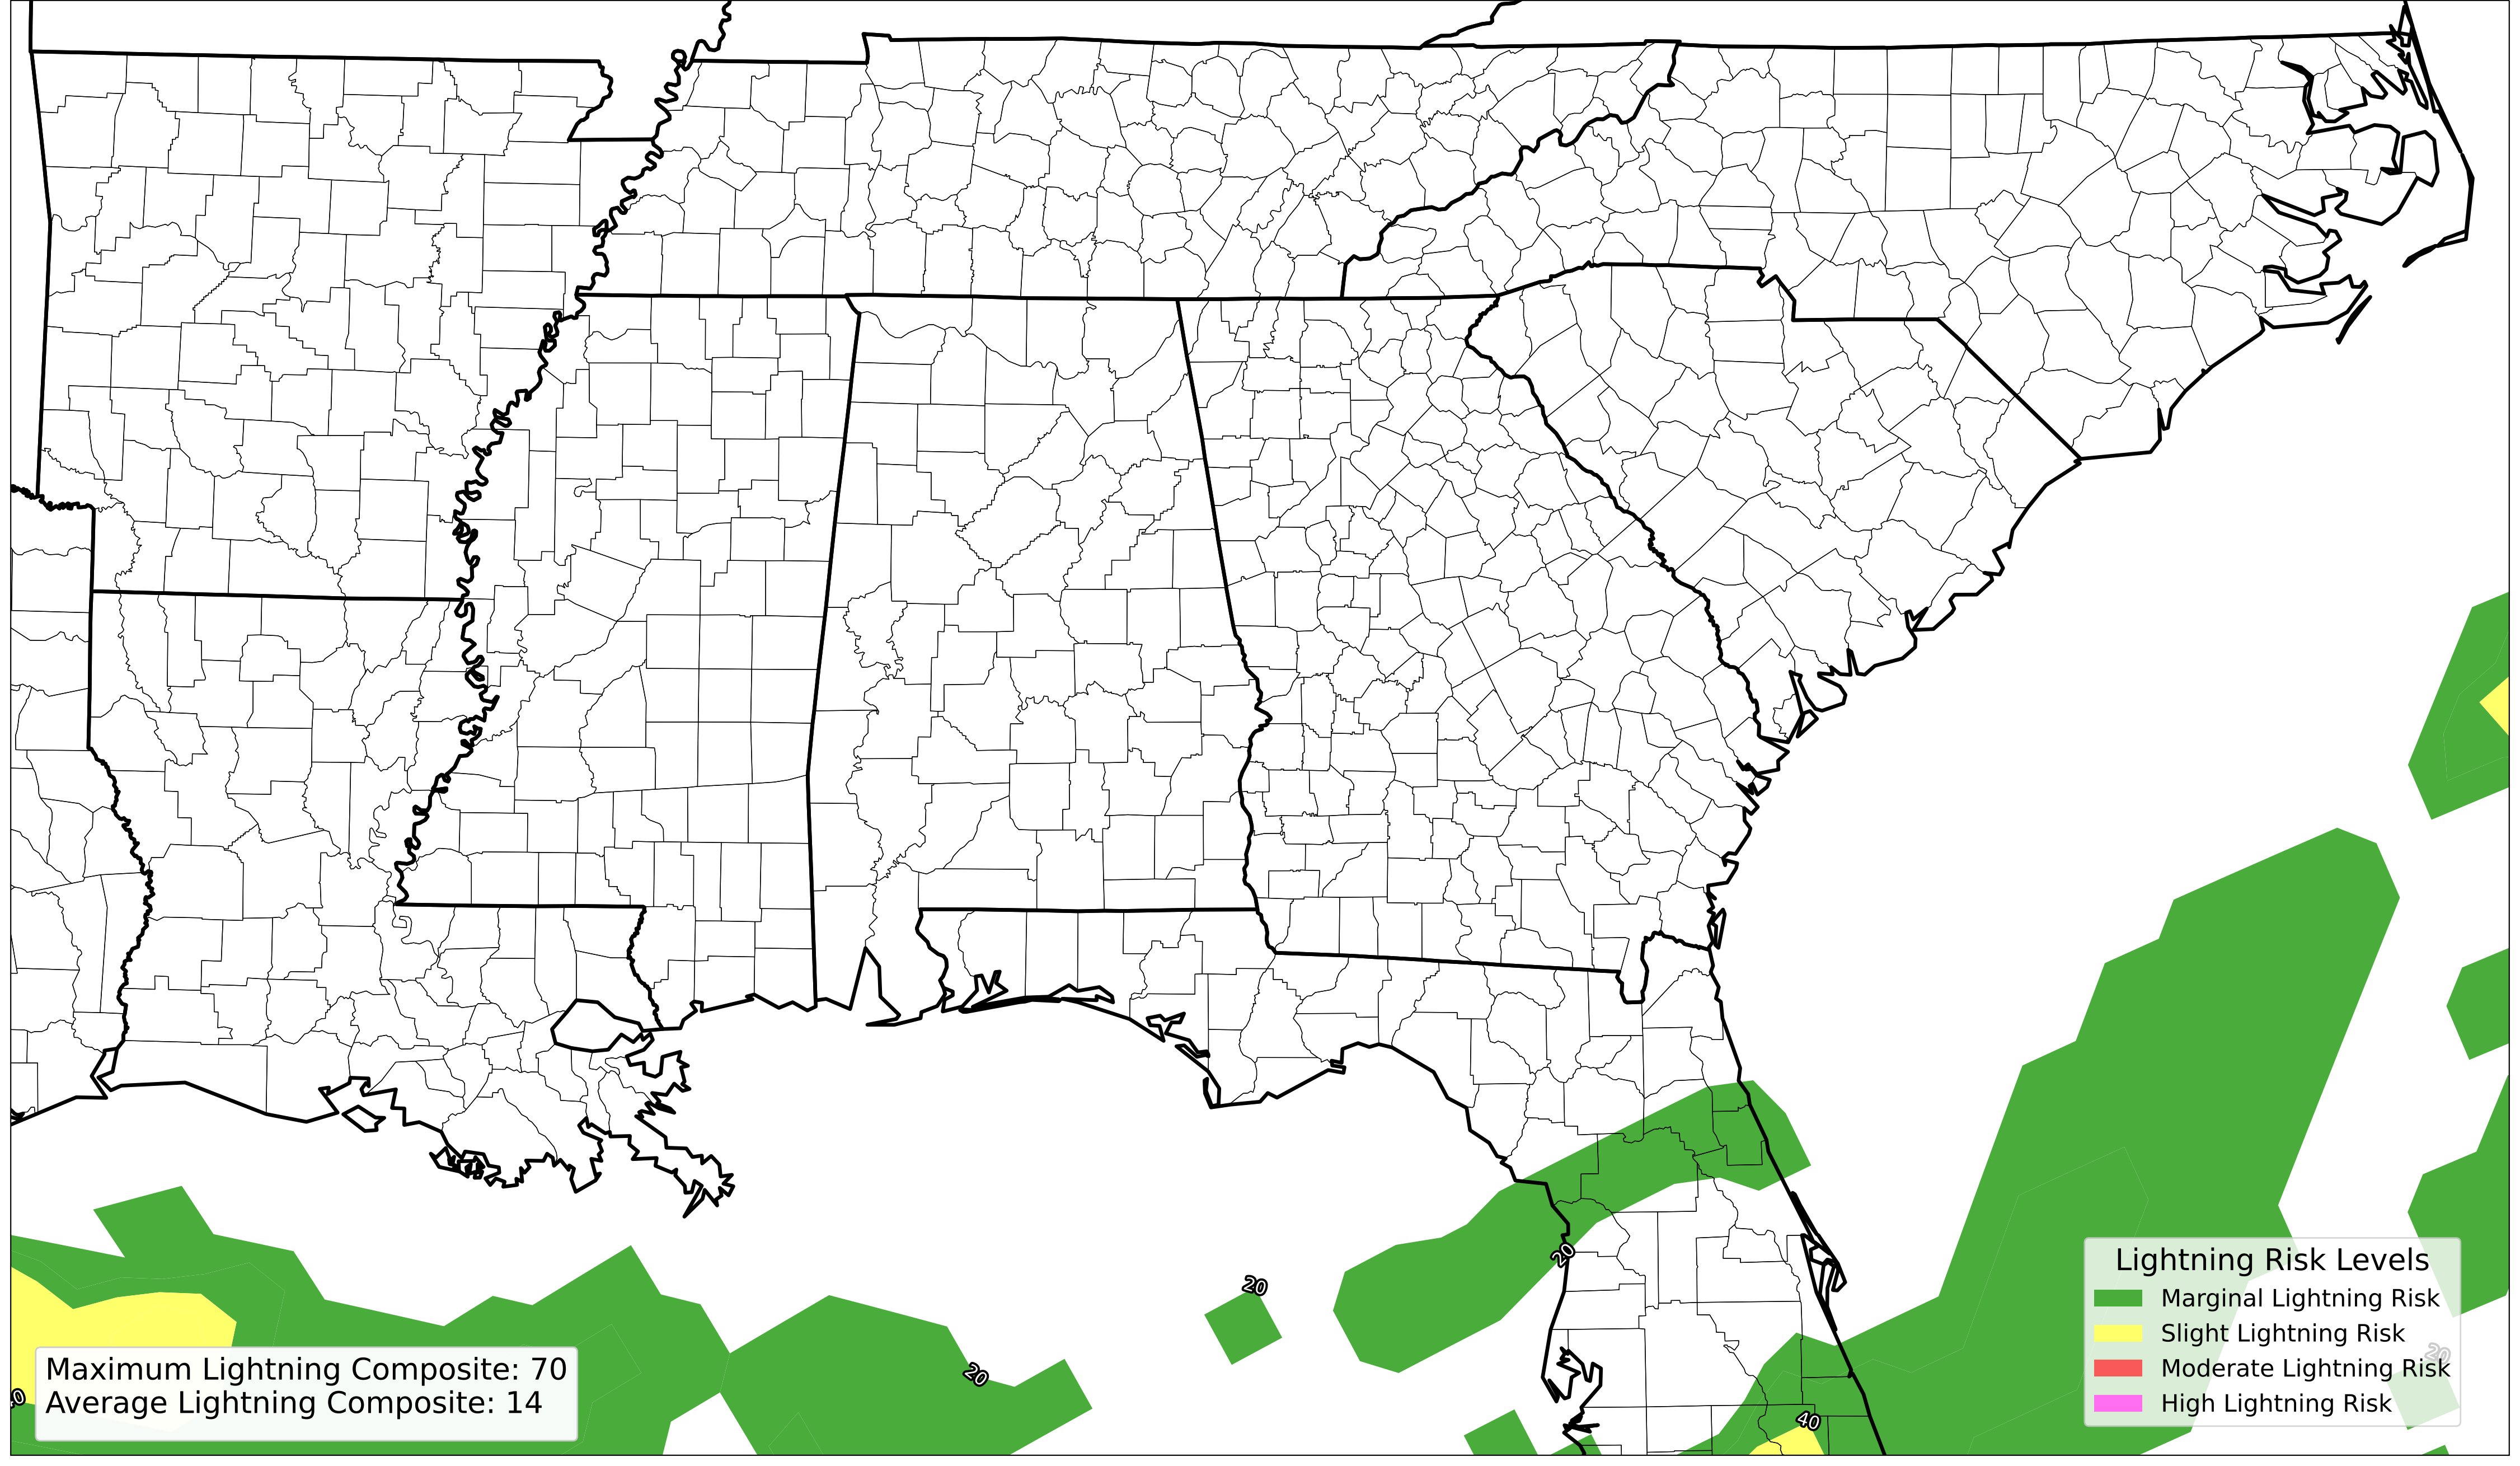 20
20
20
Lightning Risk Levels
Marginal Lightning Risk
Slight Lightning Risk
Moderate Lightning Risk
High Lightning Risk
20
40
Maximum Lightning Composite: 70
Average Lightning Composite: 14